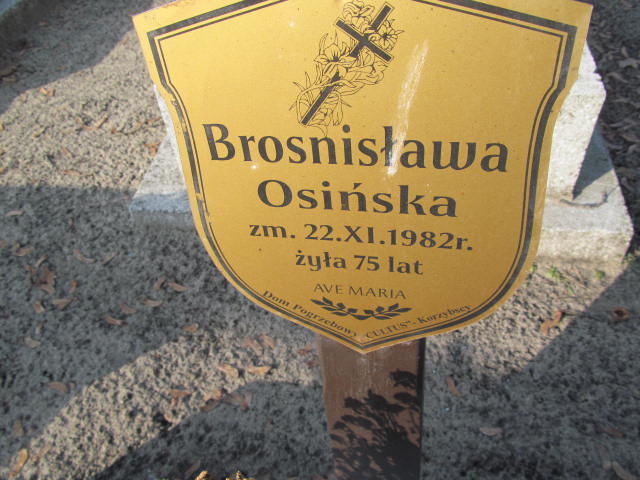 Brosnisława
Osińska
zm. 22.XI.1982r.
żyła 75 lat
AVE MARIA
Dom Pogrzebowy "CULTUS"- Korzybscy